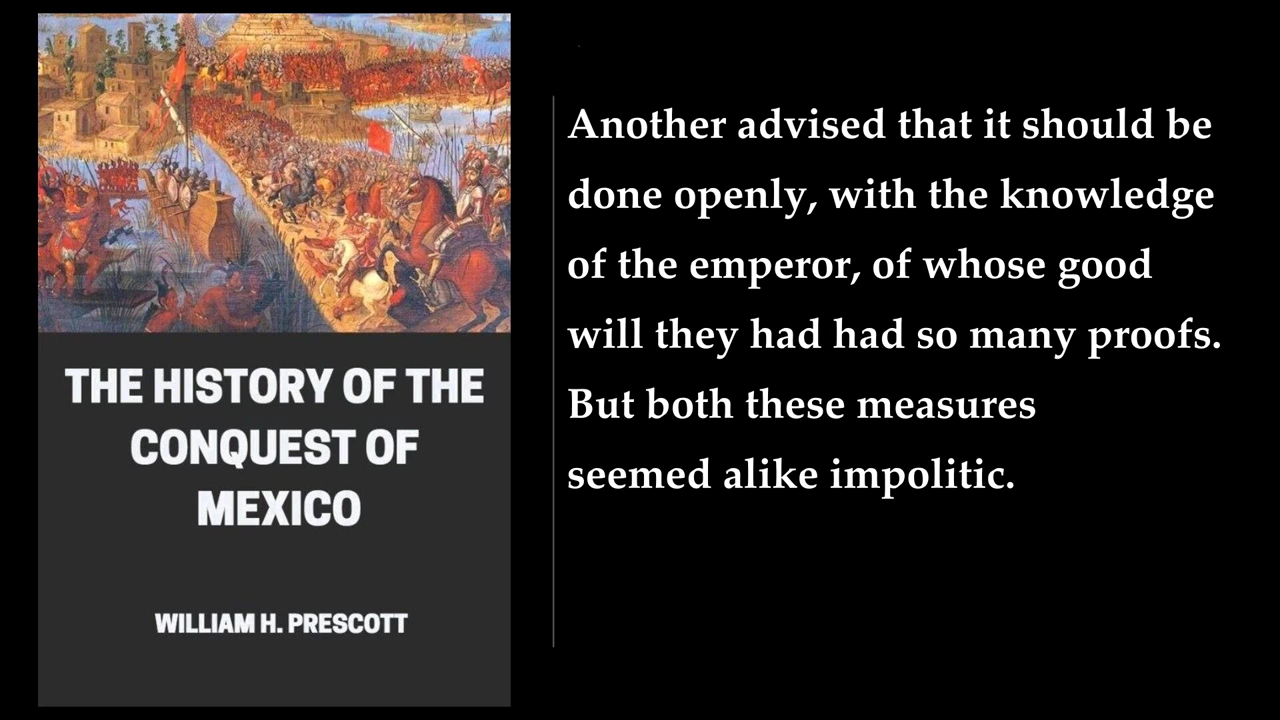 THE HISTORY OF THE
CONQUEST OF
MEXICO
WILLIAM H. PRESCOTT
Another advised that it should be
done openly, with the knowledge
of the emperor, of whose good
will they had had so many proofs.
But both these measures
seemed alike impolitic.